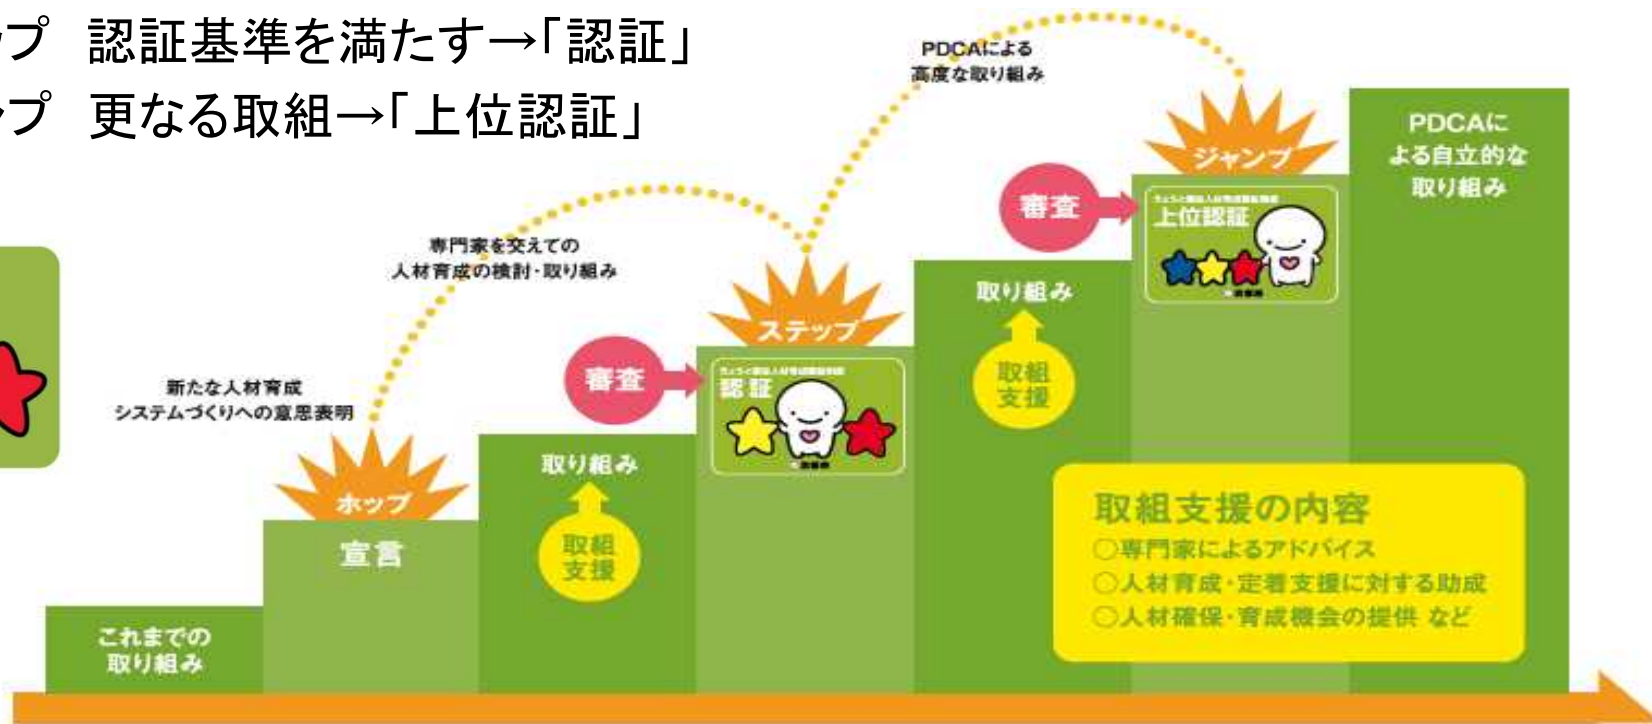 ップ 認証基準を満たす→「認証」
ンプ 更なる取組→「上位認証」
PDCAによる
高度な取り組み
PDCAに
よる自立的な
取り組み
ジャンプ
審査
上位認証
専門家を交えての
人材育成の検討・取り組み
取り組み
ステップ
取組
支援
審査
認証
新たな人材育成
システムづくりへの意思表明
取り組み
ホップ
宣言
取組
支援
取組支援の内容
○専門家によるアドバイス
○人材育成・定着支援に対する助成
○人材確保・育成機会の提供 など
これまでの
取り組み